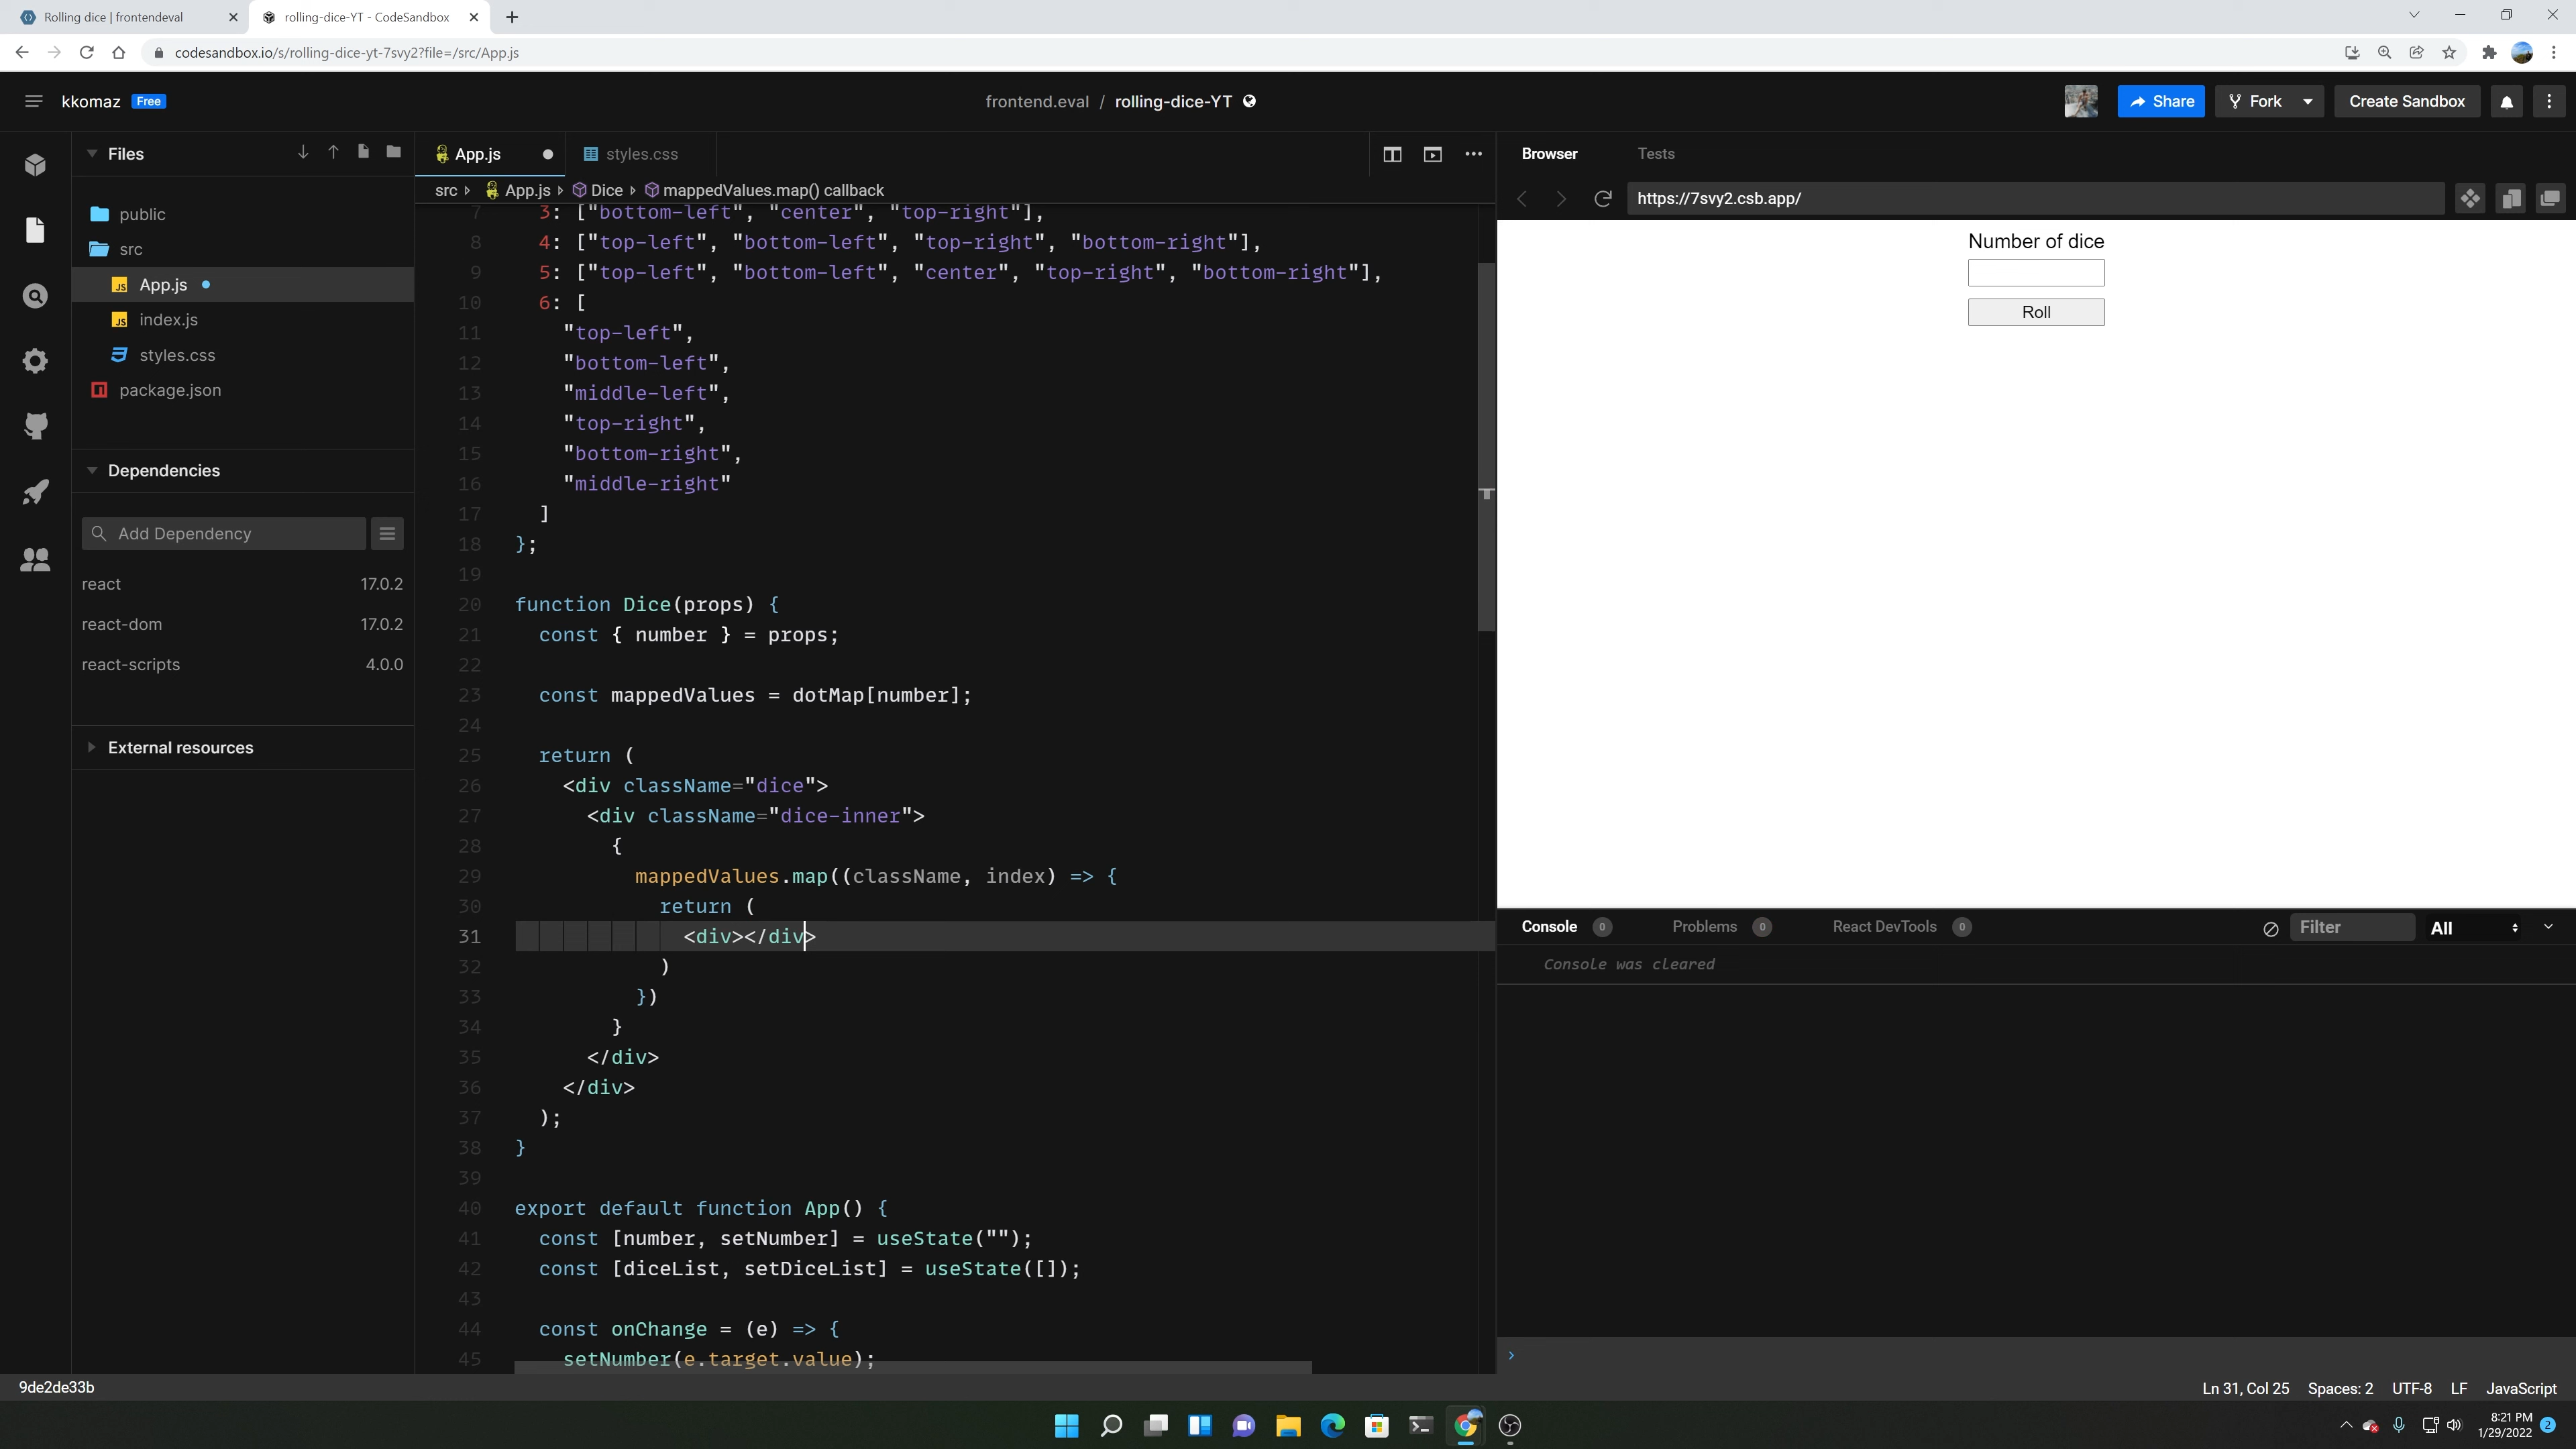 Rolling dice | frontendeval
rolling-dice-YT - CodeSandbox
codesandbox.io/s/rolling-dice-yt-7svy2?file=/src/App.js
kkomaz Free
frontend.eval / rolling-dice-YT
Share
Fork
Create Sandbox
Files
public
src
App.js
index.js
styles.css
package.json
Dependencies
Add Dependency
react 17.0.2
react-dom 17.0.2
react-scripts 4.0.0
External resources
App.js
styles.css
src App.js Dice mappedValues.map() callback
7 3: ["bottom-left", "center", "top-right"],
8 4: ["top-left", "bottom-left", "top-right", "bottom-right"],
9 5: ["top-left", "bottom-left", "center", "top-right", "bottom-right"],
10 6: [
11 "top-left",
12 "bottom-left",
13 "middle-left",
14 "top-right",
15 "bottom-right",
16 "middle-right"
17 ]
18 };
19
20 function Dice(props) {
21 const { number } = props;
22
23 const mappedValues = dotMap[number];
24
25 return (
26 <div className="dice">
27 <div className="dice-inner">
28 {
29 mappedValues.map((className, index) => {
30 return (
31 <div></div>
32 )
33 })
34 }
35 </div>
36 </div>
37 );
38 }
39
40 export default function App() {
41 const [number, setNumber] = useState("");
42 const [diceList, setDiceList] = useState([]);
43
44 const onChange = (e) => {
45 setNumber(e.target.value);
Browser
Tests
https://7svy2.csb.app/
Number of dice
Roll
Console 0
Problems 0
React DevTools 0
Filter
All
Console was cleared
9de2de33b
Ln 31, Col 25 Spaces: 2 UTF-8 LF JavaScript
8:21 PM
1/29/2022
2